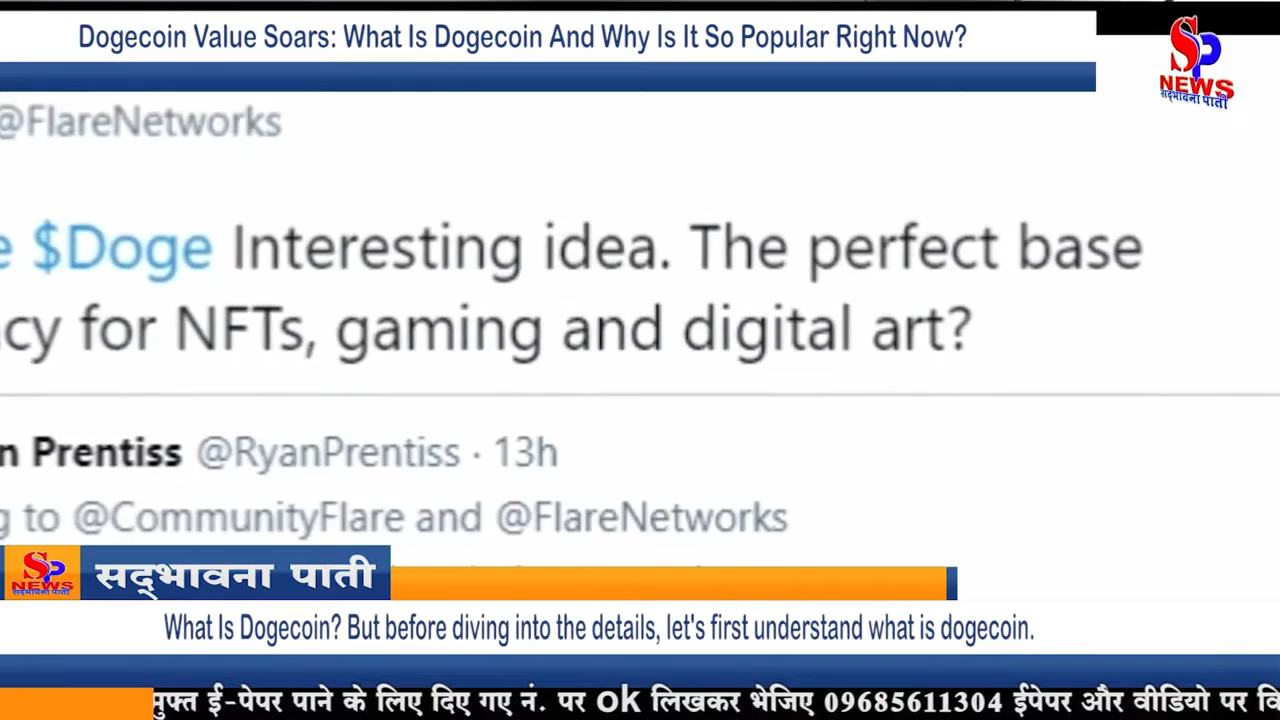 Dogecoin Value Soars: What Is Dogecoin And Why Is It So Popular Right Now?
SP
NEWS
सद्भावना पाती
@FlareNetworks
e $Doge Interesting idea. The perfect base
cy for NFTs, gaming and digital art?
n Prentiss @RyanPrentiss · 13h
g to @CommunityFlare and @FlareNetworks
SP
NEWS
सद्भावना पाती
सद्भावना पाती
What Is Dogecoin? But before diving into the details, let's first understand what is dogecoin.
मुफ्त ई-पेपर पाने के लिए दिए गए नं. पर ok लिखकर भेजिए 09685611304 ईपेपर और वीडियो पर वि